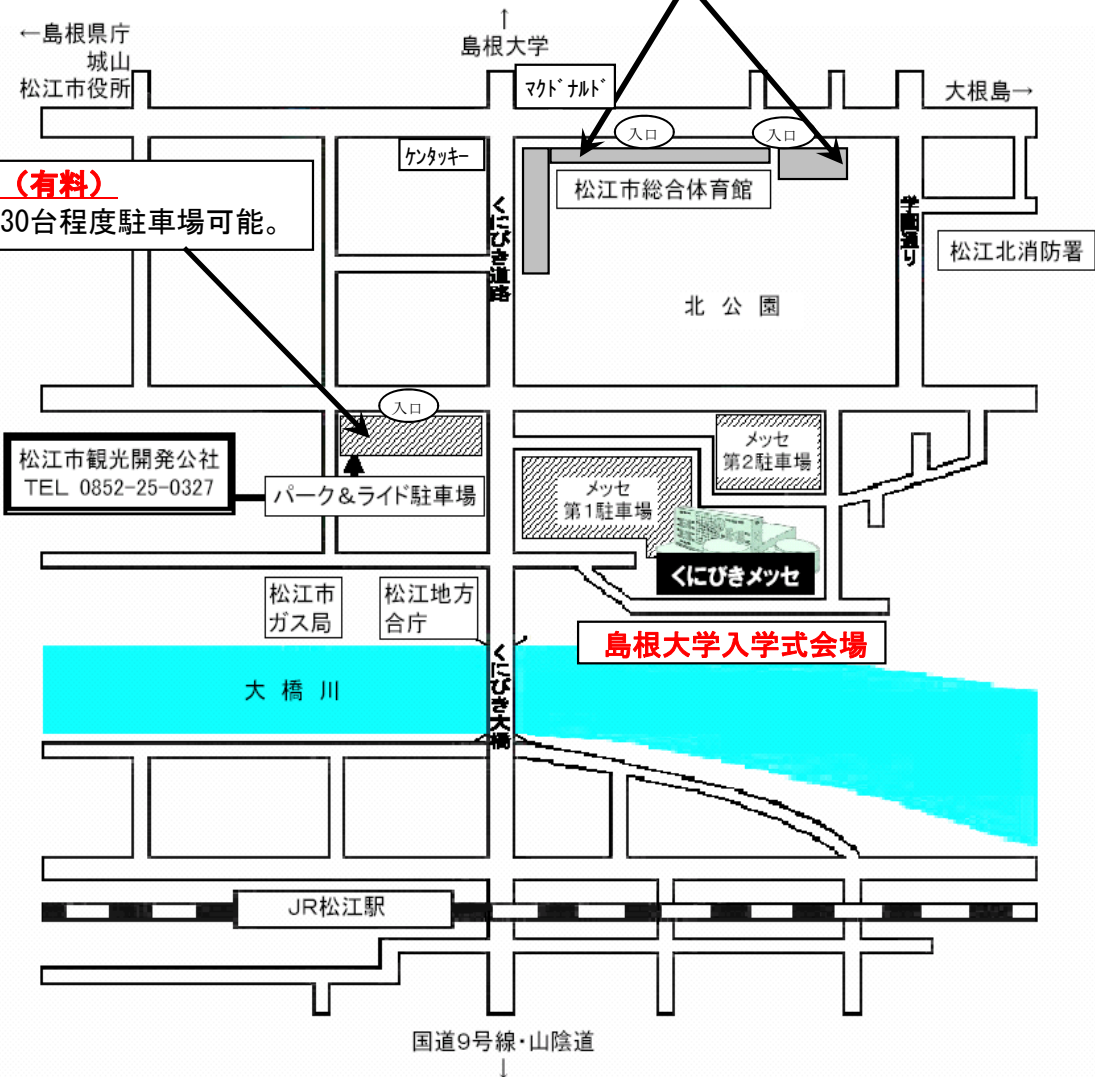 ←島根県庁
城山
松江市役所
↑
島根大学
マクドナルド
大根島→
入口
入口
ケンタッキー
（有料）
30台程度駐車場可能。
松江市総合体育館
くにびき道路
学園通り
松江北消防署
北公園
入口
松江市観光開発公社
TEL 0852-25-0327
パーク&ライド駐車場
メッセ
第2駐車場
メッセ
第1駐車場
くにびきメッセ
松江市
ガス局
松江地方
合庁
島根大学入学式会場
大橋川
くにびき大橋
JR松江駅
国道9号線・山陰道
↓